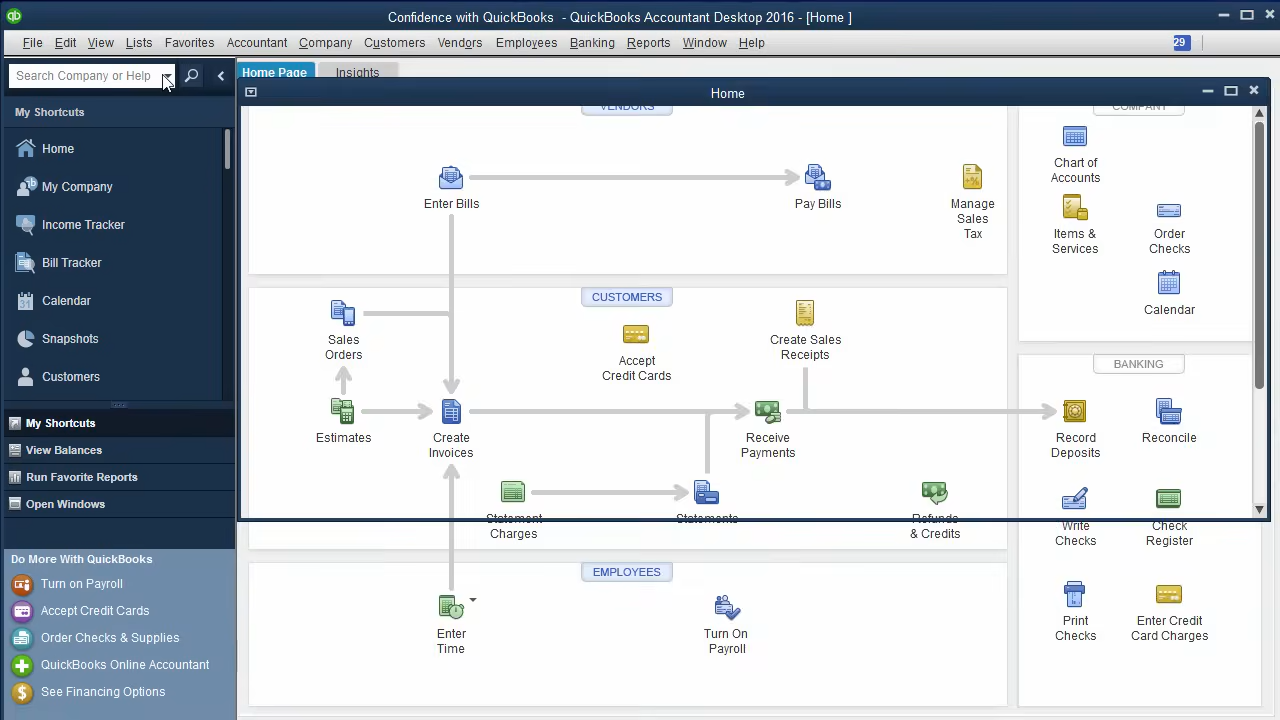 qb
Confidence with QuickBooks - QuickBooks Accountant Desktop 2016 - [Home ]
File Edit View Lists Favorites Accountant Company Customers Vendors Employees Banking Reports Window Help
29
Search Company or Help
Home Page Insights
Home
My Shortcuts
Home
My Company
Income Tracker
Bill Tracker
Calendar
Snapshots
Customers
My Shortcuts
View Balances
Run Favorite Reports
Open Windows
Do More With QuickBooks
Turn on Payroll
Accept Credit Cards
Order Checks & Supplies
QuickBooks Online Accountant
See Financing Options
VENDORS
Enter Bills
Pay Bills
Manage
Sales
Tax
CUSTOMERS
Sales
Orders
Accept
Credit Cards
Create Sales
Receipts
Estimates
Create
Invoices
Receive
Payments
Statement
Charges
Statements
Refunds
& Credits
EMPLOYEES
Enter
Time
Turn On
Payroll
COMPANY
Chart of
Accounts
Items &
Services
Order
Checks
Calendar
BANKING
Record
Deposits
Reconcile
Write
Checks
Check
Register
Print
Checks
Enter Credit
Card Charges